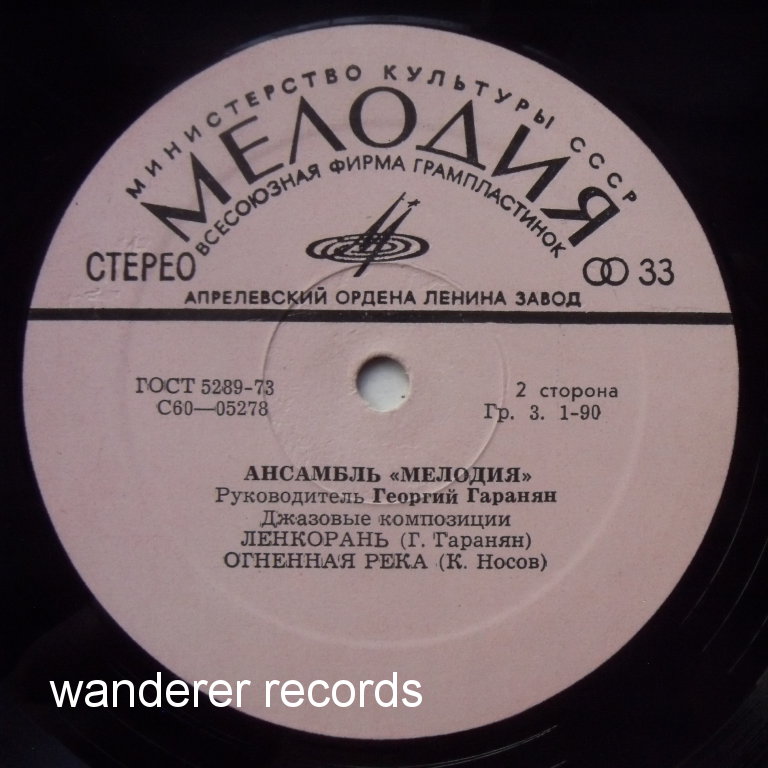 МИНИСТЕРСТВО КУЛЬТУРЫ СССР
МЕЛОДИЯ
ВСЕСОЮЗНАЯ ФИРМА ГРАМПЛАСТИНОК
СТЕРЕО
33
АПРЕЛЕВСКИЙ ОРДЕНА ЛЕНИНА ЗАВОД
ГОСТ 5289-73
С60—05278
2 сторона
Гр. 3. 1-90
АНСАМБЛЬ «МЕЛОДИЯ»
Руководитель Георгий Гаранян
Джазовые композиции
ЛЕНКОРАНЬ (Г. Гаранян)
ОГНЕННАЯ РЕКА (К. Носов)
wanderer records